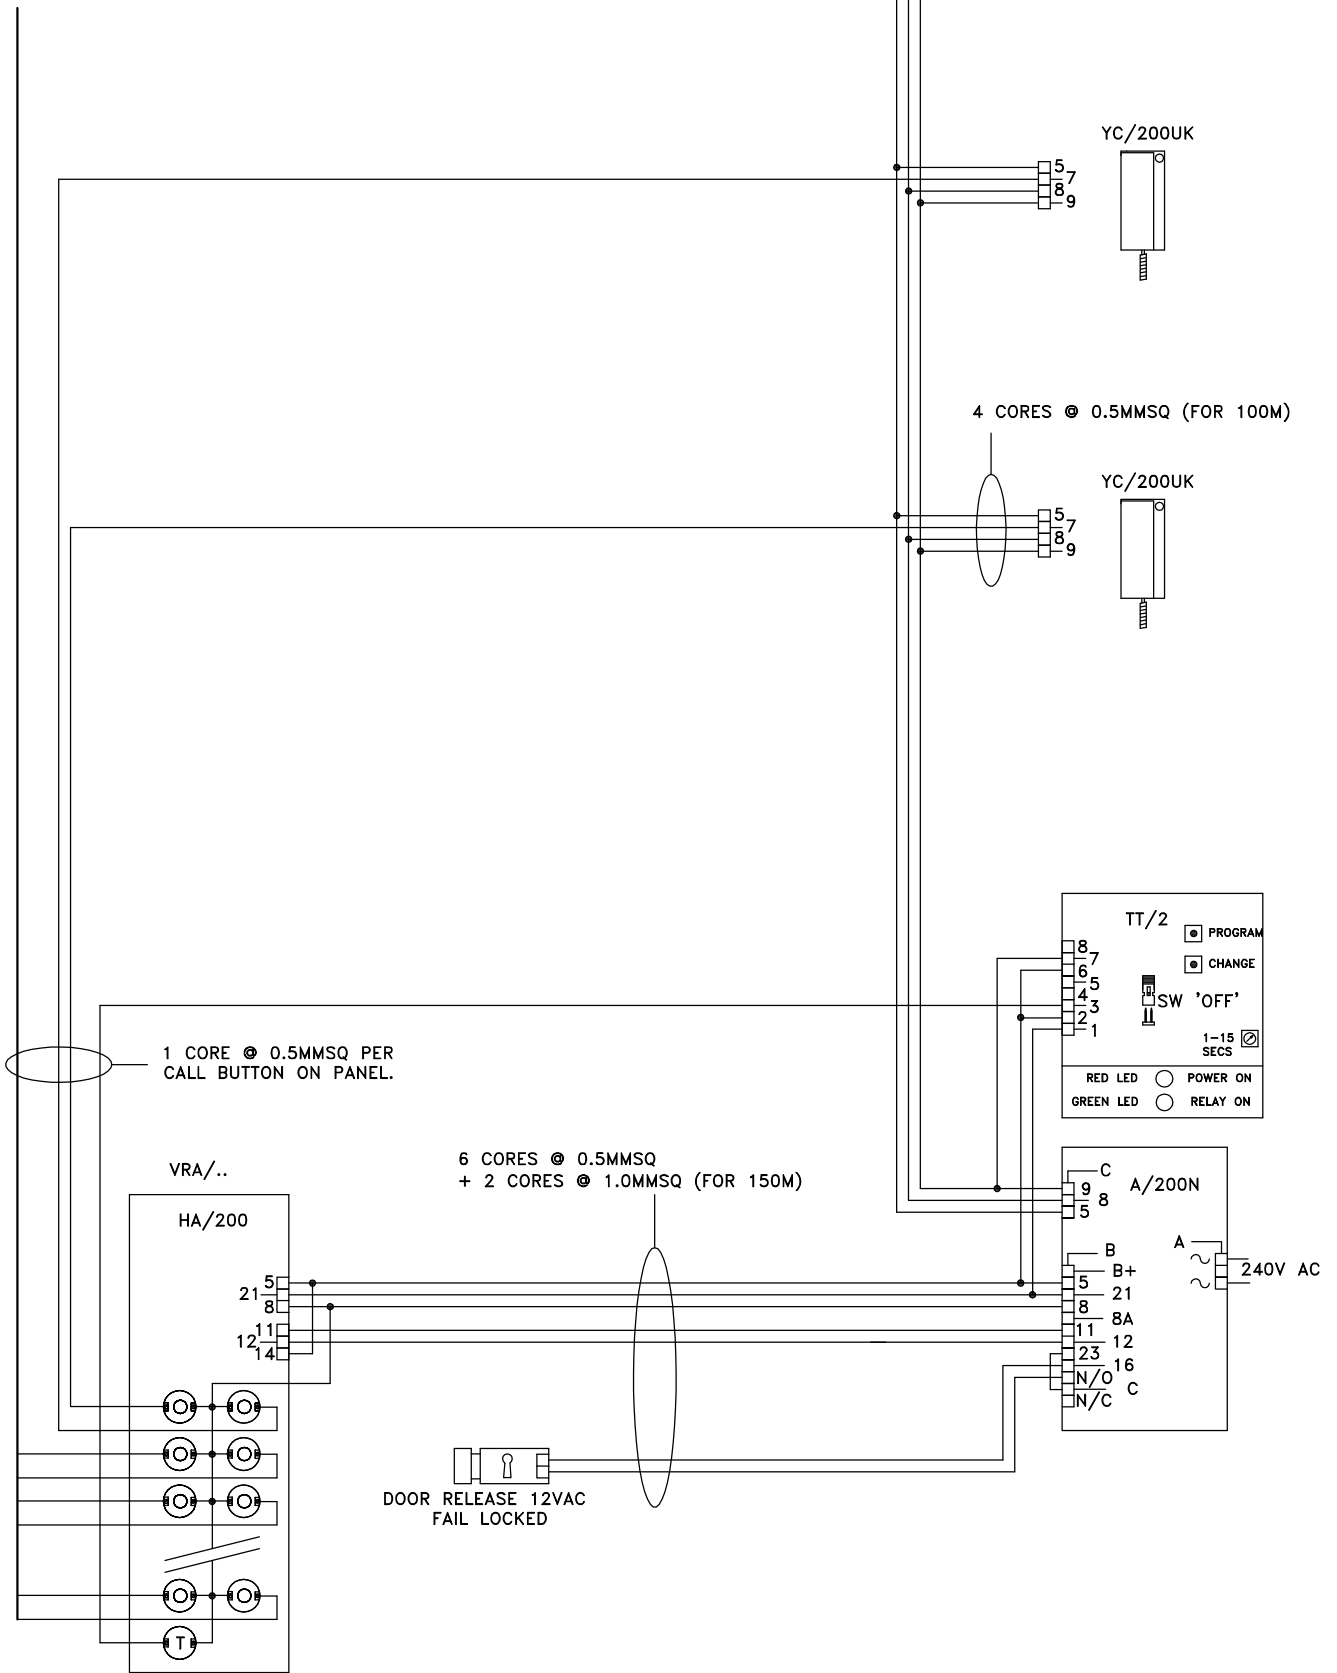 YC/200UK
5
7
8
9
4 CORES @ 0.5MMSQ (FOR 100M)
YC/200UK
5
7
8
9
TT/2
PROGRAM
CHANGE
8
7
6
5
4
3
2
1
SW 'OFF'
1-15
SECS
RED LED POWER ON
GREEN LED RELAY ON
1 CORE @ 0.5MMSQ PER
CALL BUTTON ON PANEL.
6 CORES @ 0.5MMSQ
+ 2 CORES @ 1.0MMSQ (FOR 150M)
VRA/..
HA/200
5
21
8
11
12
14
T
A/200N
C
9
8
5
B
B+
5
21
8
8A
11
12
23
16
N/O
C
N/C
A
240V AC
DOOR RELEASE 12VAC
FAIL LOCKED